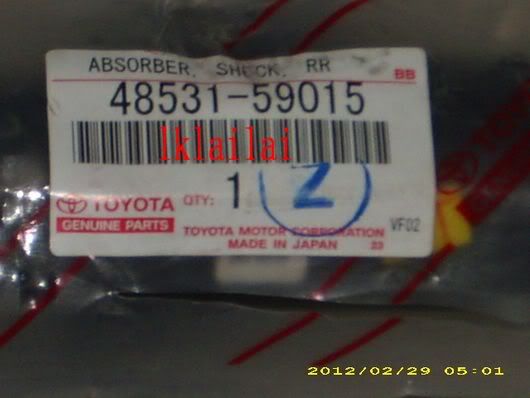 ABSORBER, SHOCK, RR
BB
48531-59015
lklailai
TOYOTA
GENUINE PARTS
QTY: 1
2
TOYOTA MOTOR CORPORATION
MADE IN JAPAN 23
VF02
2012/02/29 05:01